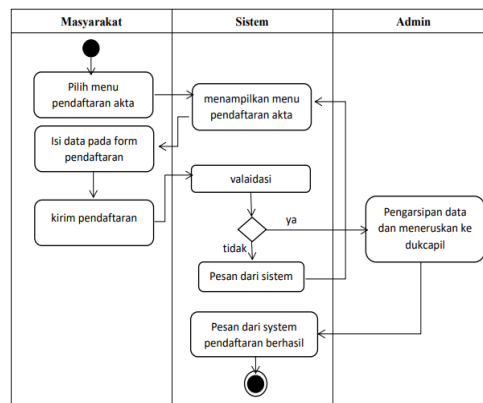 Masyarakat
Sistem
Admin
Pilih menu
pendaftaran akta
menampilkan menu
pendaftaran akta
Isi data pada form
pendaftaran
kirim pendaftaran
valaidasi
ya
tidak
Pengarsipan data
dan meneruskan ke
dukcapil
Pesan dari sistem
Pesan dari system
pendaftaran berhasil